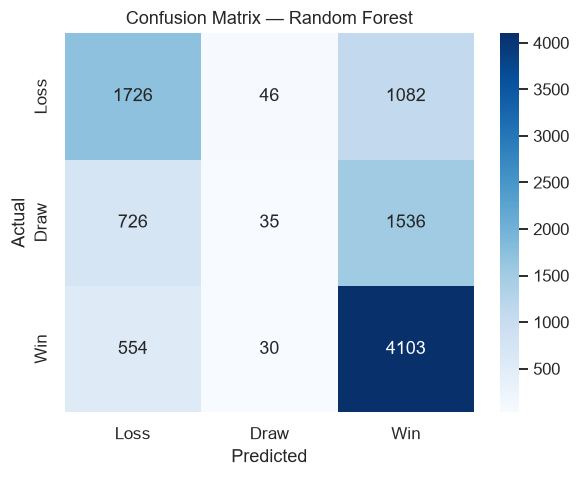 Confusion Matrix — Random Forest
Actual
Loss
1726 46 1082
Draw
726 35 1536
Win
554 30 4103
Loss Draw Win
Predicted
4000
3500
3000
2500
2000
1500
1000
500